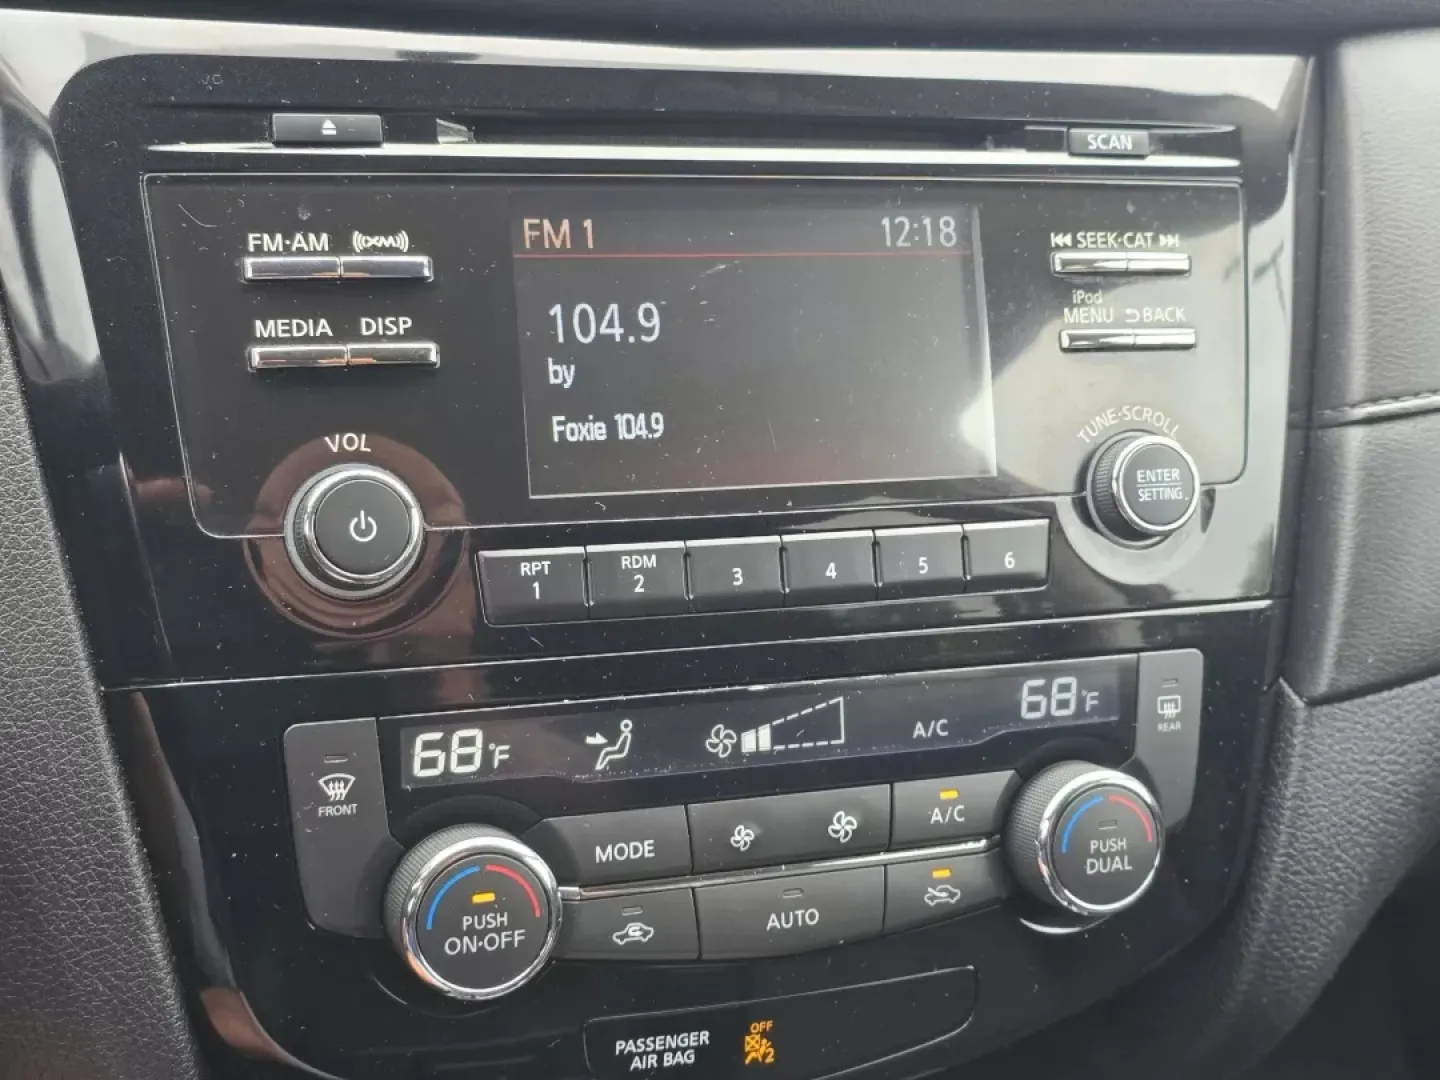 SCAN
FM·AM XM
FM 1 12:18
SEEK·CAT
iPod
MENU BACK
MEDIA DISP
104.9
by
Foxie 104.9
VOL
TUNE·SCROLL
ENTER
SETTING
RPT
1
RDM
2
3
4
5
6
68°F A/C 68°F
FRONT
REAR
MODE
A/C
PUSH
DUAL
PUSH
ON·OFF
AUTO
PASSENGER
AIR BAG
OFF
2